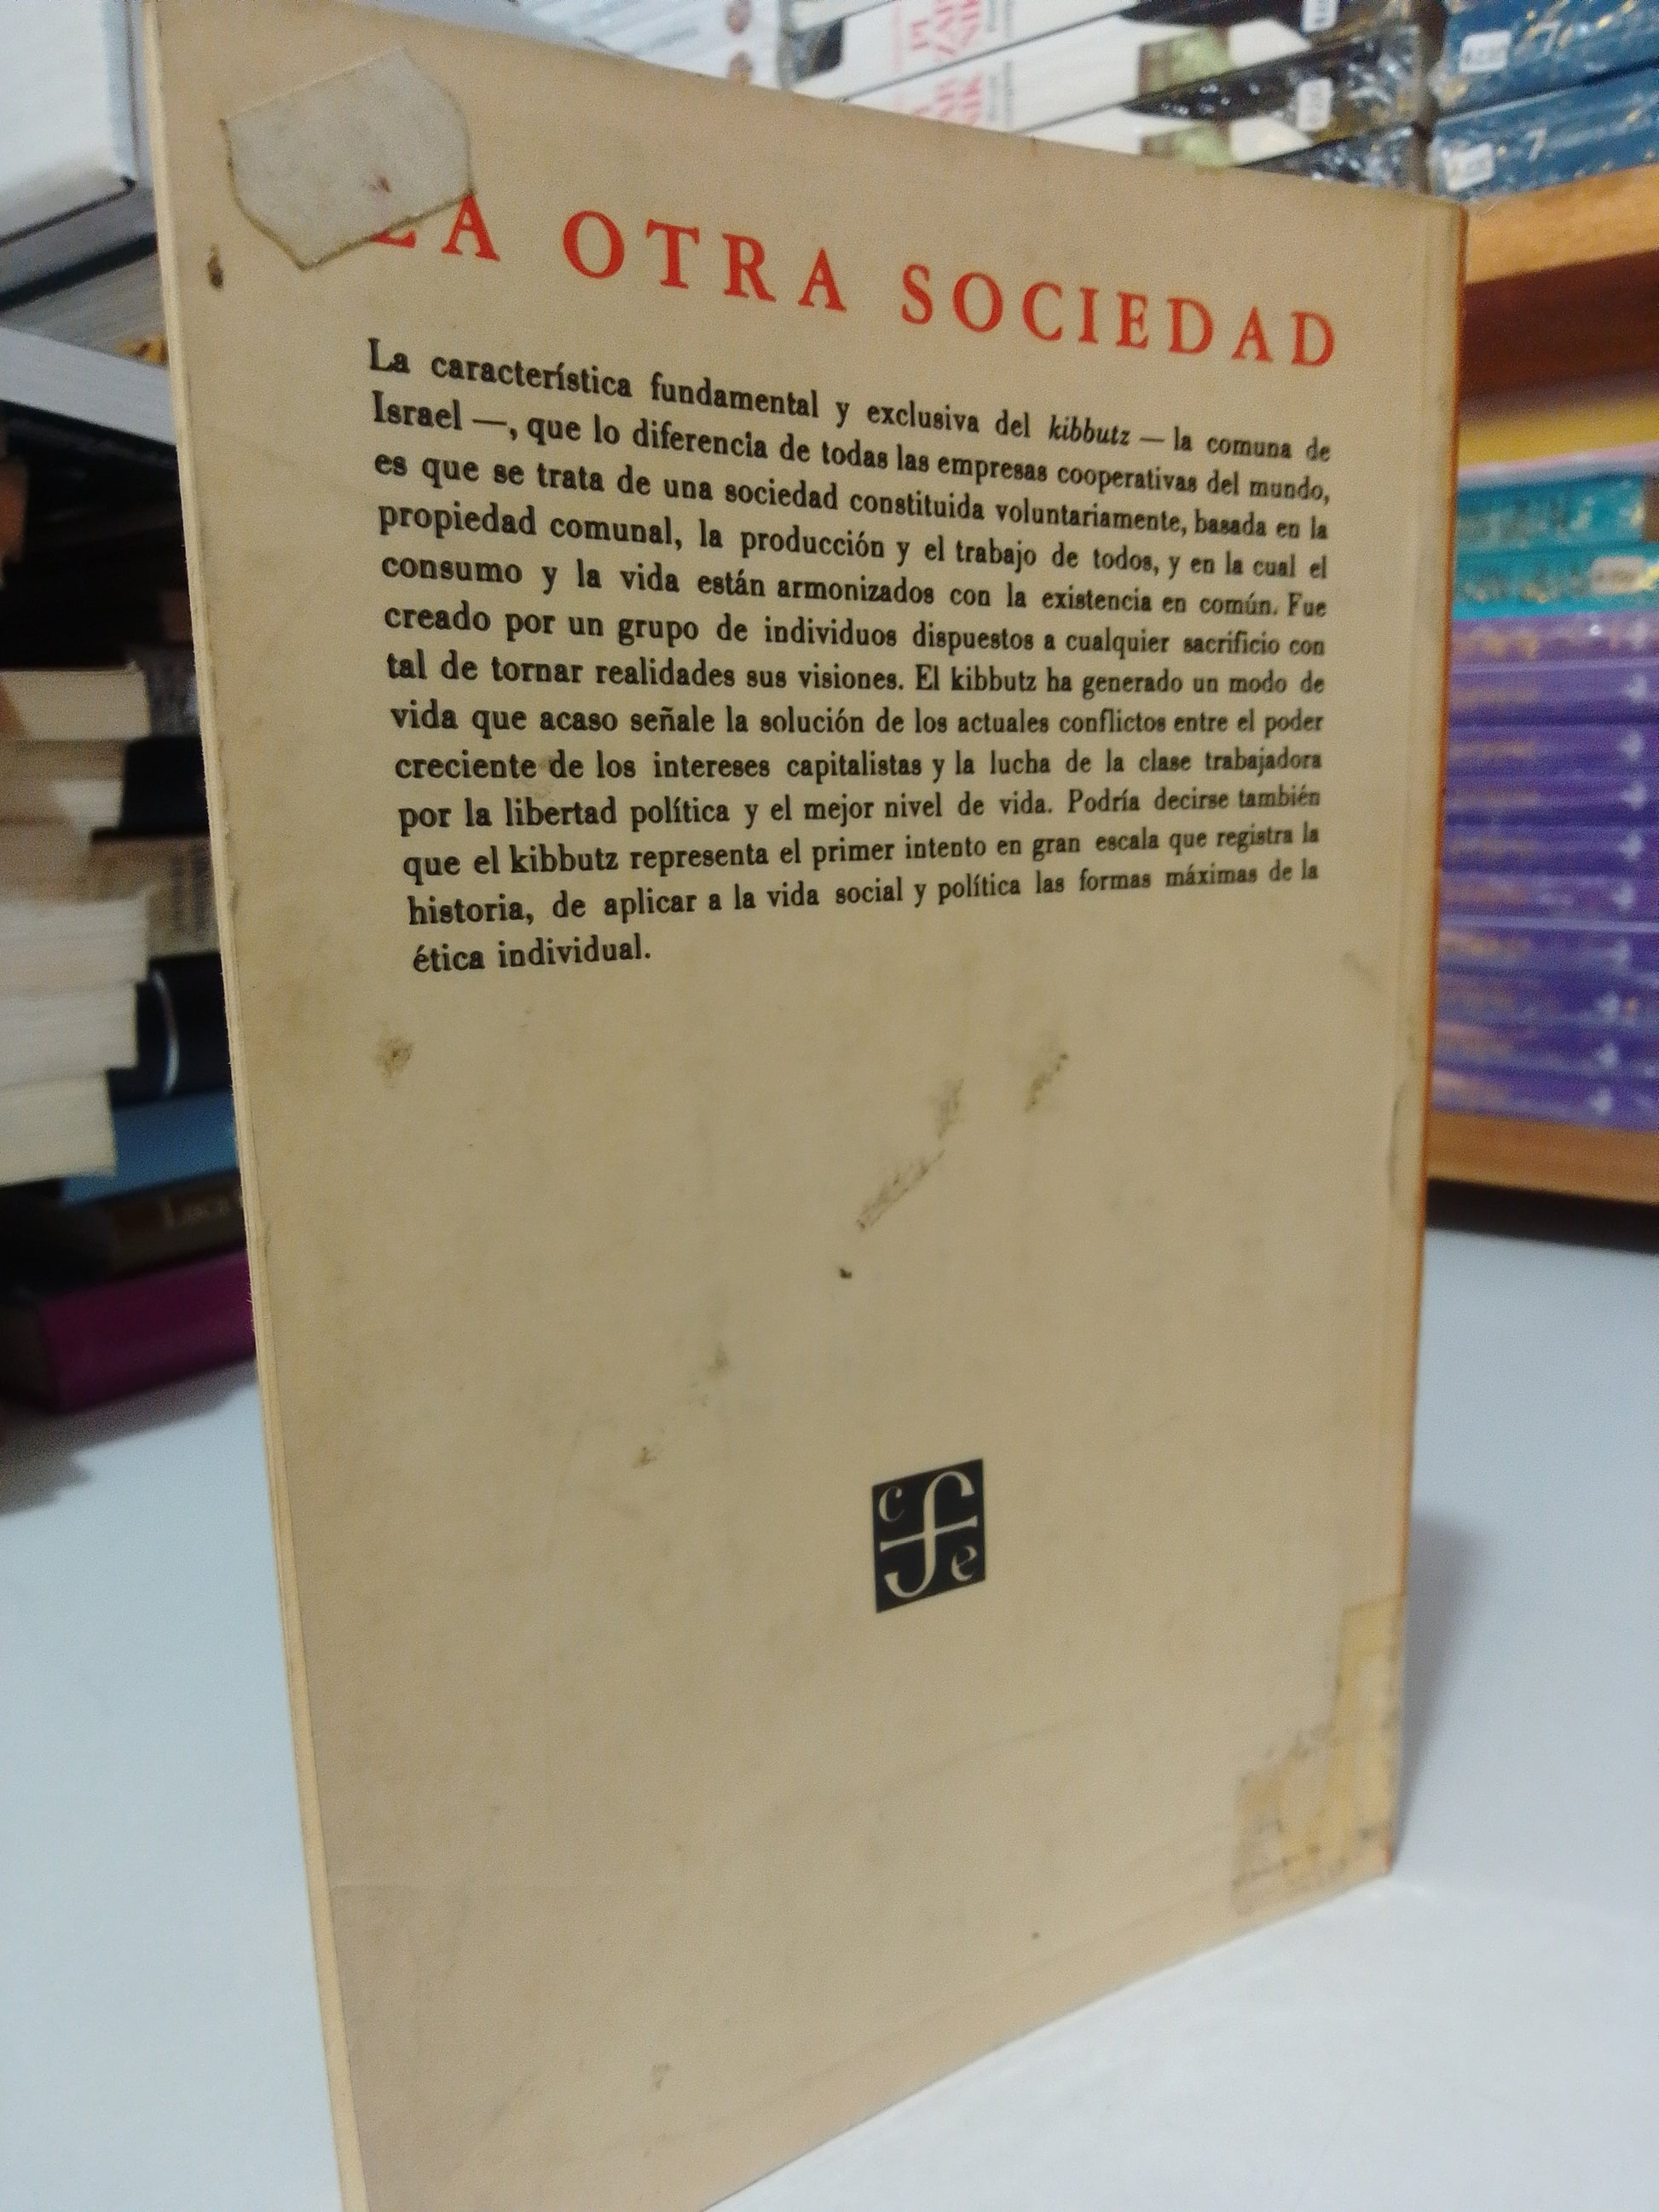 LA OTRA SOCIEDAD
La característica fundamental y exclusiva del kibbutz — la comuna de
Israel —, que lo diferencia de todas las empresas cooperativas del mundo,
es que se trata de una sociedad constituida voluntariamente, basada en la
propiedad comunal, la producción y el trabajo de todos, y en la cual el
consumo y la vida están armonizados con la existencia en común. Fue
creado por un grupo de individuos dispuestos a cualquier sacrificio con
tal de tornar realidades sus visiones. El kibbutz ha generado un modo de
vida que acaso señale la solución de los actuales conflictos entre el poder
creciente de los intereses capitalistas y la lucha de la clase trabajadora
por la libertad política y el mejor nivel de vida. Podría decirse también
que el kibbutz representa el primer intento en gran escala que registra la
historia, de aplicar a la vida social y política las formas máximas de la
ética individual.
c f e